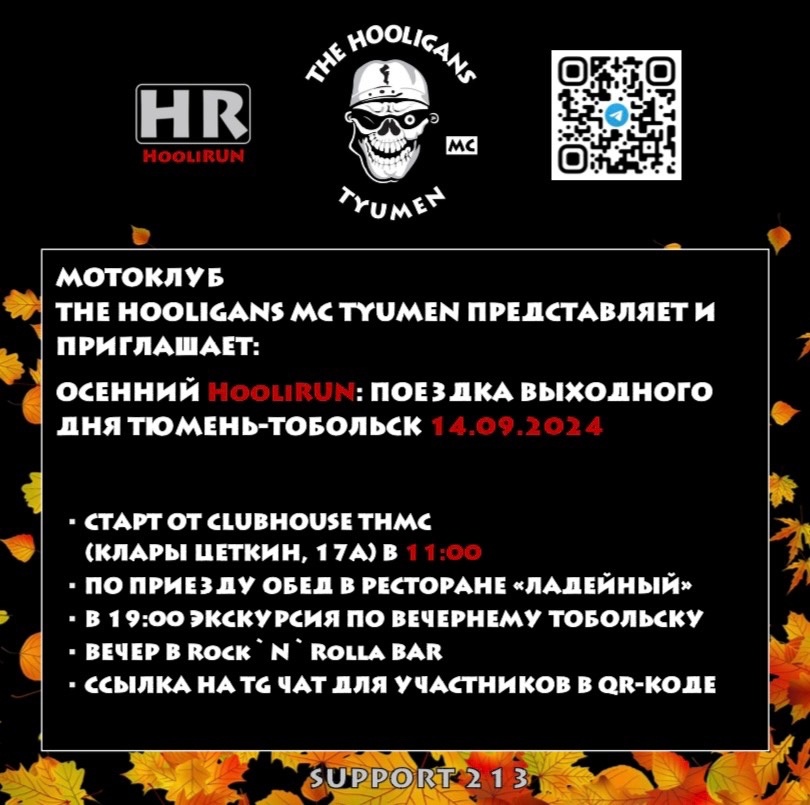 THE HOOLIGANS
HR
HOOLIRUN
MC
TYUMEN
МОТОКЛУБ
THE HOOLIGANS MC TYUMEN ПРЕДСТАВЛЯЕТ И
ПРИГЛАШАЕТ:
ОСЕННИЙ HOOLIRUN: ПОЕЗДКА ВЫХОДНОГО
ДНЯ ТЮМЕНЬ-ТОБОЛЬСК 14.09.2024
· СТАРТ ОТ CLUBHOUSE THMC
(КЛАРЫ ЦЕТКИН, 17А) В 11:00
· ПО ПРИЕЗДУ ОБЕД В РЕСТОРАНЕ «ЛАДЕЙНЫЙ»
· В 19:00 ЭКСКУРСИЯ ПО ВЕЧЕРНЕМУ ТОБОЛЬСКУ
· ВЕЧЕР В ROCK`N`ROLLA BAR
· ССЫЛКА НА TG ЧАТ ДЛЯ УЧАСТНИКОВ В QR-КОДЕ
SUPPORT 213